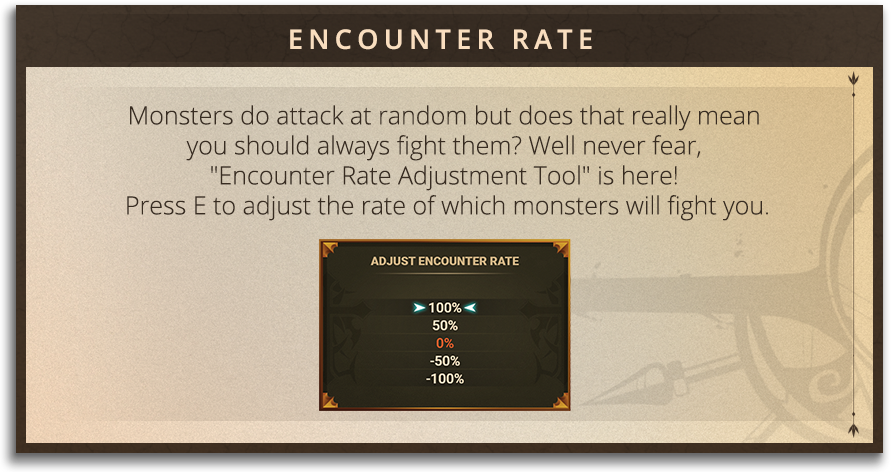 ENCOUNTER RATE
Monsters do attack at random but does that really mean
you should always fight them? Well never fear,
"Encounter Rate Adjustment Tool" is here!
Press E to adjust the rate of which monsters will fight you.
ADJUST ENCOUNTER RATE
100%
50%
0%
-50%
-100%